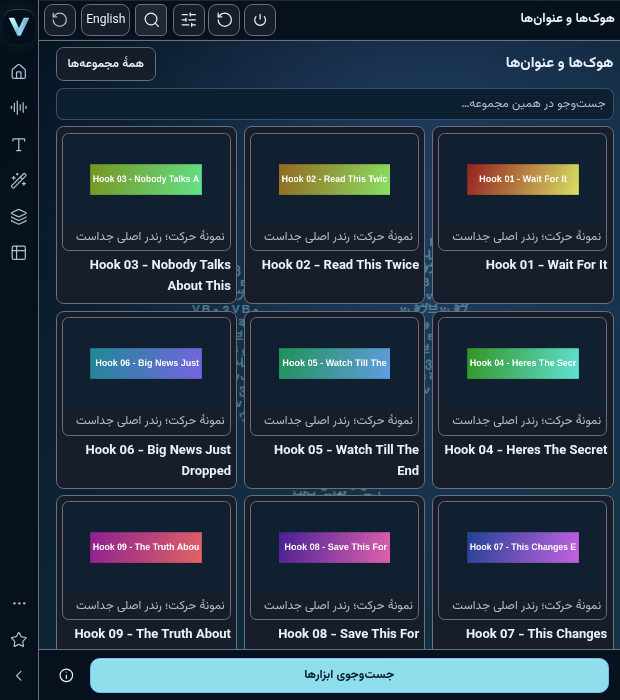 English
هوک‌ها و عنوان‌ها
هوک‌ها و عنوان‌ها
همهٔ مجموعه‌ها
جست‌وجو در همین مجموعه…
Hook 01 - Wait For It
نمونهٔ حرکت؛ رندر اصلی جداست
Hook 01 - Wait For It
Hook 02 - Read This Twic
نمونهٔ حرکت؛ رندر اصلی جداست
Hook 02 - Read This Twice
Hook 03 - Nobody Talks A
نمونهٔ حرکت؛ رندر اصلی جداست
Hook 03 - Nobody Talks
About This
Hook 04 - Heres The Secr
نمونهٔ حرکت؛ رندر اصلی جداست
Hook 04 - Heres The Secret
Hook 05 - Watch Till The
نمونهٔ حرکت؛ رندر اصلی جداست
Hook 05 - Watch Till The
End
Hook 06 - Big News Just
نمونهٔ حرکت؛ رندر اصلی جداست
Hook 06 - Big News Just
Dropped
Hook 07 - This Changes E
نمونهٔ حرکت؛ رندر اصلی جداست
Hook 07 - This Changes
Hook 08 - Save This For
نمونهٔ حرکت؛ رندر اصلی جداست
Hook 08 - Save This For
Hook 09 - The Truth Abou
نمونهٔ حرکت؛ رندر اصلی جداست
Hook 09 - The Truth About
جست‌وجوی ابزارها